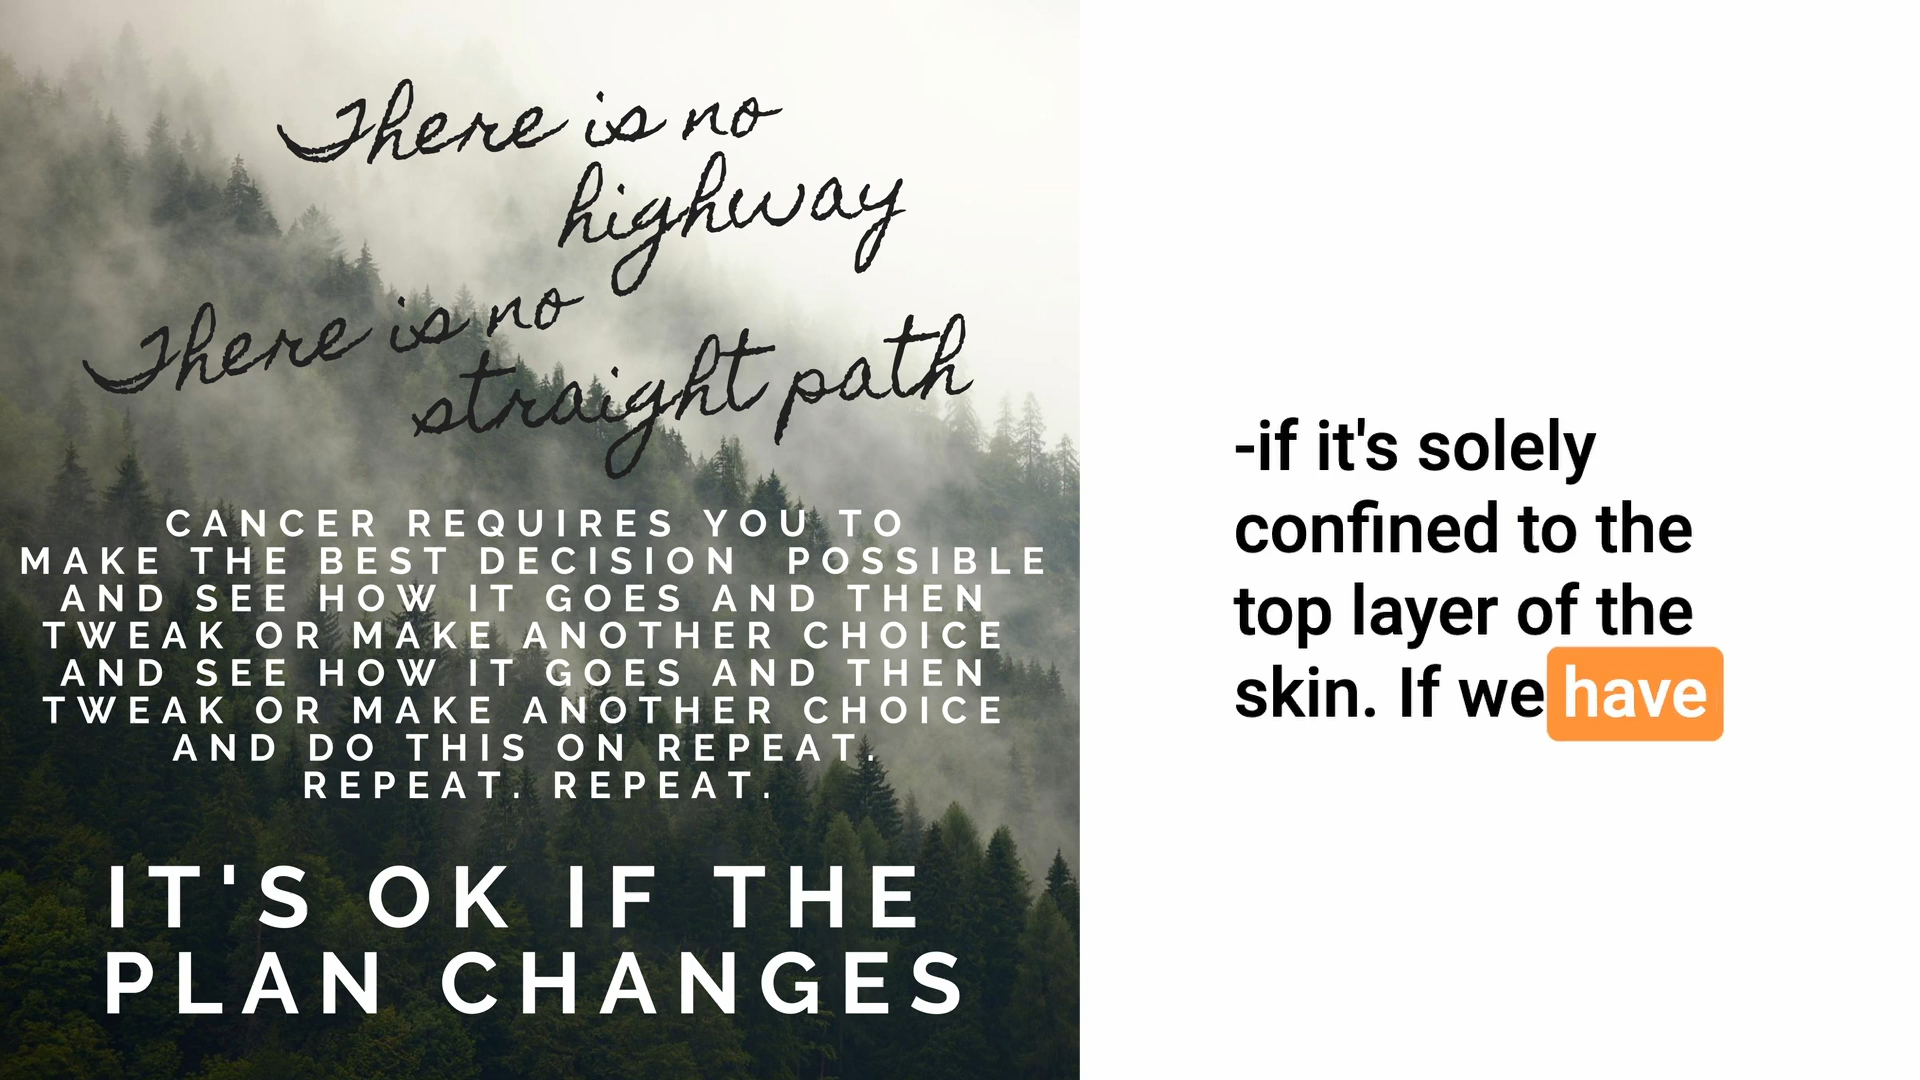 There is no
highway
There is no
straight path
CANCER REQUIRES YOU TO
MAKE THE BEST DECISION POSSIBLE
AND SEE HOW IT GOES AND THEN
TWEAK OR MAKE ANOTHER CHOICE
AND SEE HOW IT GOES AND THEN
TWEAK OR MAKE ANOTHER CHOICE
AND DO THIS ON REPEAT.
REPEAT. REPEAT.
IT'S OK IF THE
PLAN CHANGES
-if it's solely
confined to the
top layer of the
skin. If we have